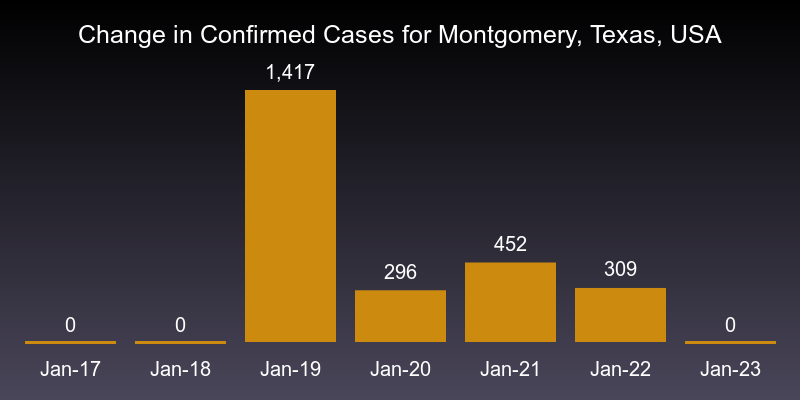 Change in Confirmed Cases for Montgomery, Texas, USA
1,417
452
296
309
0
0
0
Jan-17
Jan-18
Jan-19
Jan-20
Jan-21
Jan-22
Jan-23